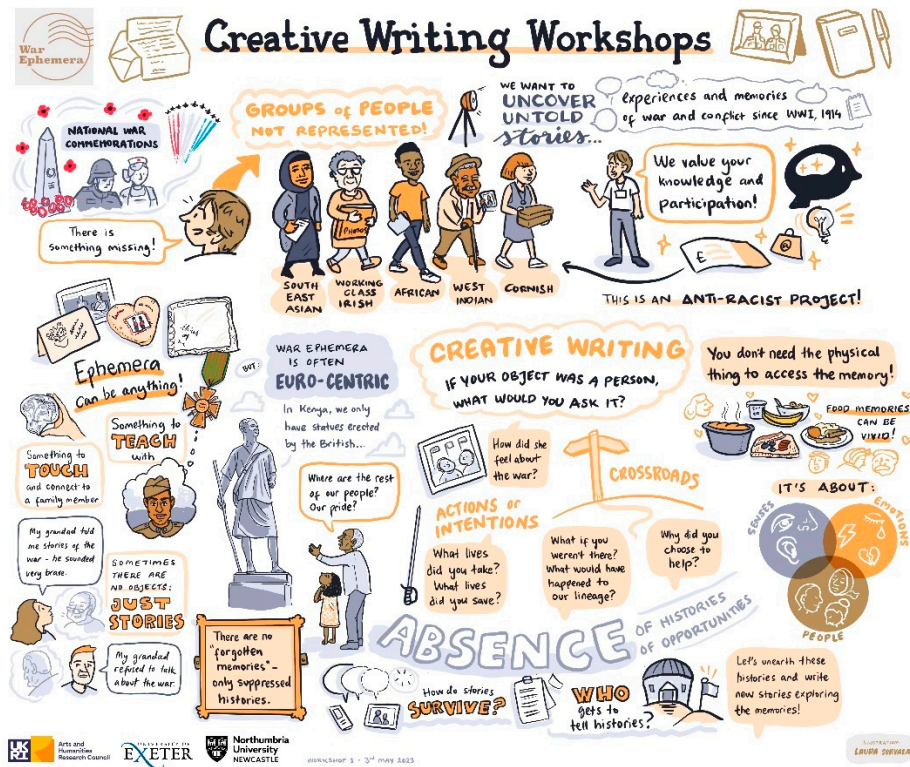 War
Ephemera
Creative Writing Workshops
NATIONAL WAR
COMMEMORATIONS
There is
something missing!
GROUPS of PEOPLE
NOT REPRESENTED!
WE WANT TO
UNCOVER
UNTOLD
stories...
experiences and memories
of war and conflict since WWI, 1914
We value your
knowledge and
participation!
PHOTOS
£
@
SOUTH
EAST
ASIAN
WORKING
CLASS
IRISH
AFRICAN
WEST
INDIAN
CORNISH
THIS IS AN ANTI-RACIST PROJECT!
Ephemera
Can be anything!
Something to
TEACH
with
Something to
TOUCH
and connect to
a family member
My grandad told
me stories of the
war - he sounded
very brave.
SOMETIMES
THERE ARE
NO OBJECTS:
JUST
STORIES
My grandad
refused to talk
about the war.
BUT:
WAR EPHEMERA
IS OFTEN
EURO-CENTRIC
In Kenya, we only
have statues erected
by the British...
Where are the rest
of our people?
Our pride?
There are no
"forgotten
memories" -
only suppressed
histories.
CREATIVE WRITING
IF YOUR OBJECT WAS A PERSON,
WHAT WOULD YOU ASK IT?
How did she
feel about
the war?
CROSSROADS
ACTIONS or
INTENTIONS
What lives
did you take?
What lives
did you save?
What if you
weren't there?
What would have
happened to
our lineage?
Why did you
choose to
help?
You don't need the physical
thing to access the memory!
FOOD MEMORIES
CAN BE
VIVID!
IT'S ABOUT:
SENSES
EMOTIONS
PEOPLE
ABSENCE
OF HISTORIES
OF OPPORTUNITIES
How do stories
SURVIVE?
WHO
gets to
tell histories?
Let's unearth these
histories and write
new stories exploring
the memories!
UKRI
Arts and
Humanities
Research Council
UNIVERSITY OF
EXETER
Northumbria
University
NEWCASTLE
WORKSHOP 1 - 3rd MAY 2023
ILLUSTRATION:
LAURA